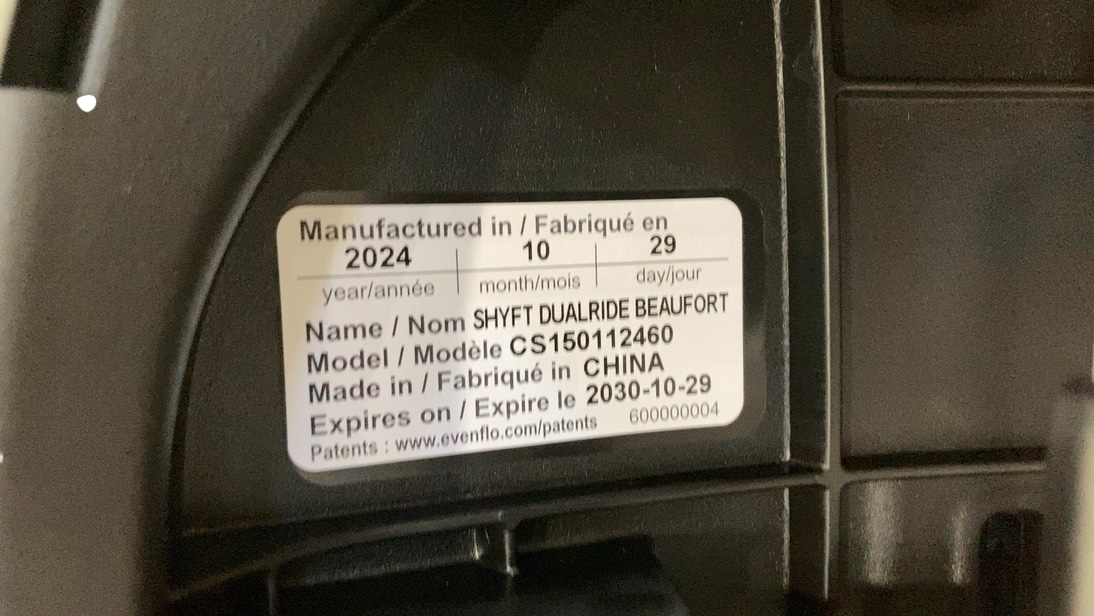 Manufactured in / Fabriqué en
2024 10 29
year/année month/mois day/jour
Name / Nom SHYFT DUALRIDE BEAUFORT
Model / Modèle CS150112460
Made in / Fabriqué in CHINA
Expires on / Expire le 2030-10-29
Patents : www.evenflo.com/patents 600000004